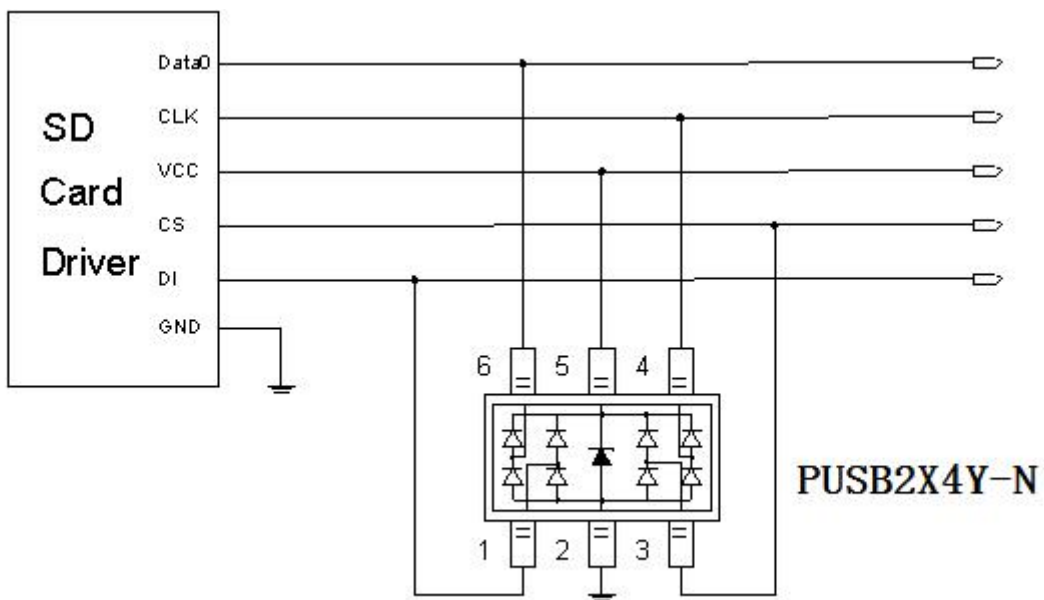 Data0
CLK
VCC
CS
DI
GND
SD
Card
Driver
6 5 4
PUSB2X4Y-N
1 2 3